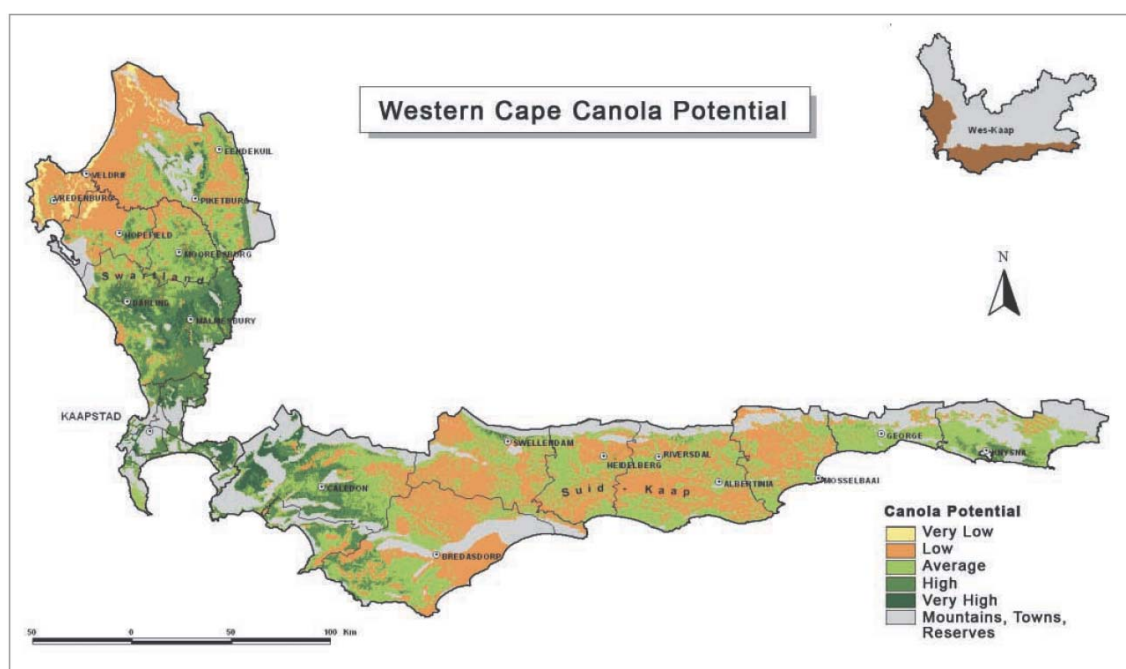 Western Cape Canola Potential
Wes-Kaap
EENDEKUIL
VELDRIF
VREDENBURG
PIKETBURG
HOPEFIELD
MOOREESBURG
Swartland
DARLING
MALMESBURY
N
KAAPSTAD
SWELLENDAM
GEORGE
KNYSNA
HEIDELBERG
RIVERSDAL
CALEDON
Suid-Kaap
ALBERTINIA
MOSSELBAAI
BREDASDORP
Canola Potential
Very Low
Low
Average
High
Very High
Mountains, Towns,
Reserves
50 0 50 100 Km